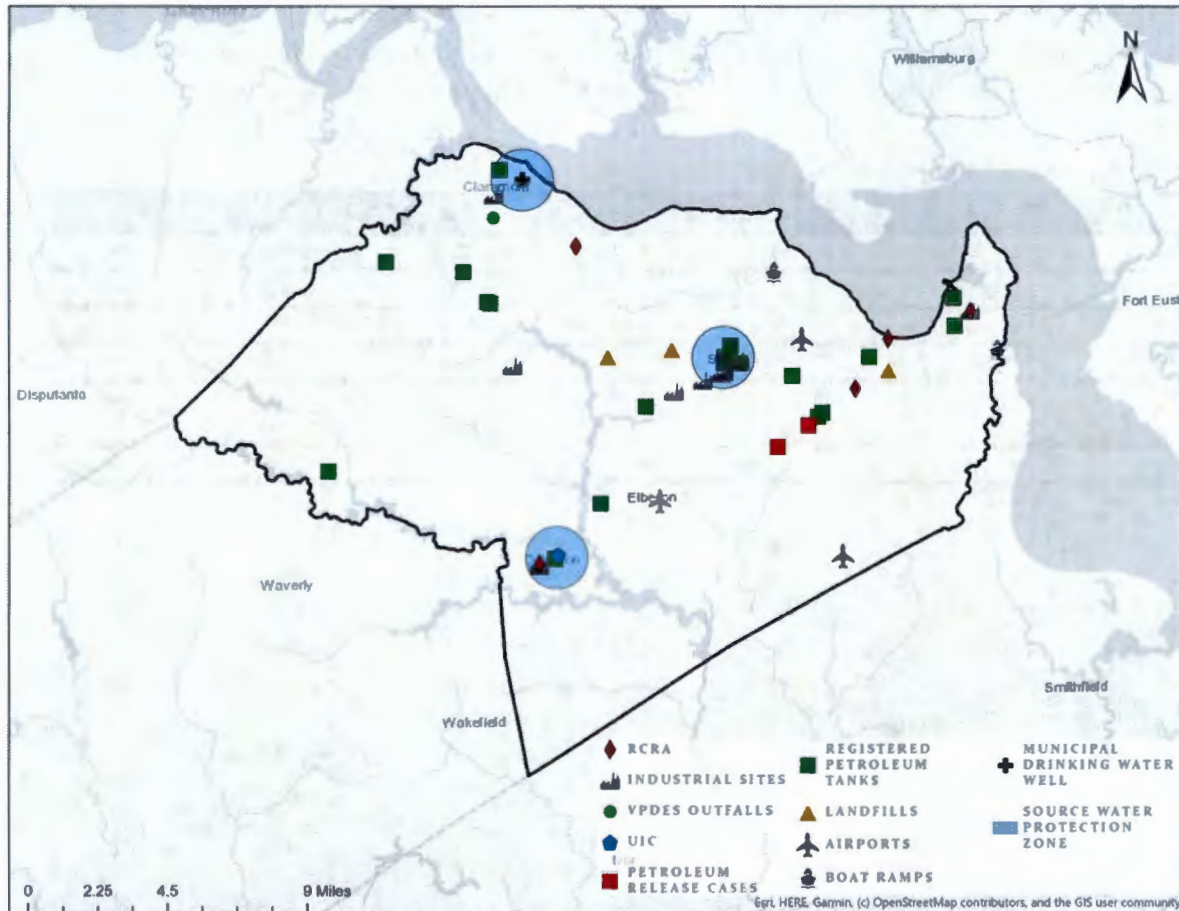 Williamsburg
N
Fort Eust
Disputanta
Waverly
Wakefield
Smithfield
RCRA
INDUSTRIAL SITES
VPDES OUTFALLS
UIC
PETROLEUM
RELEASE CASES
REGISTERED
PETROLEUM
TANKS
LANDFILLS
AIRPORTS
BOAT RAMPS
MUNICIPAL
DRINKING WATER
WELL
SOURCE WATER
PROTECTION
ZONE
0 2.25 4.5 9 Miles
Esri, HERE, Garmin, (c) OpenStreetMap contributors, and the GIS user community